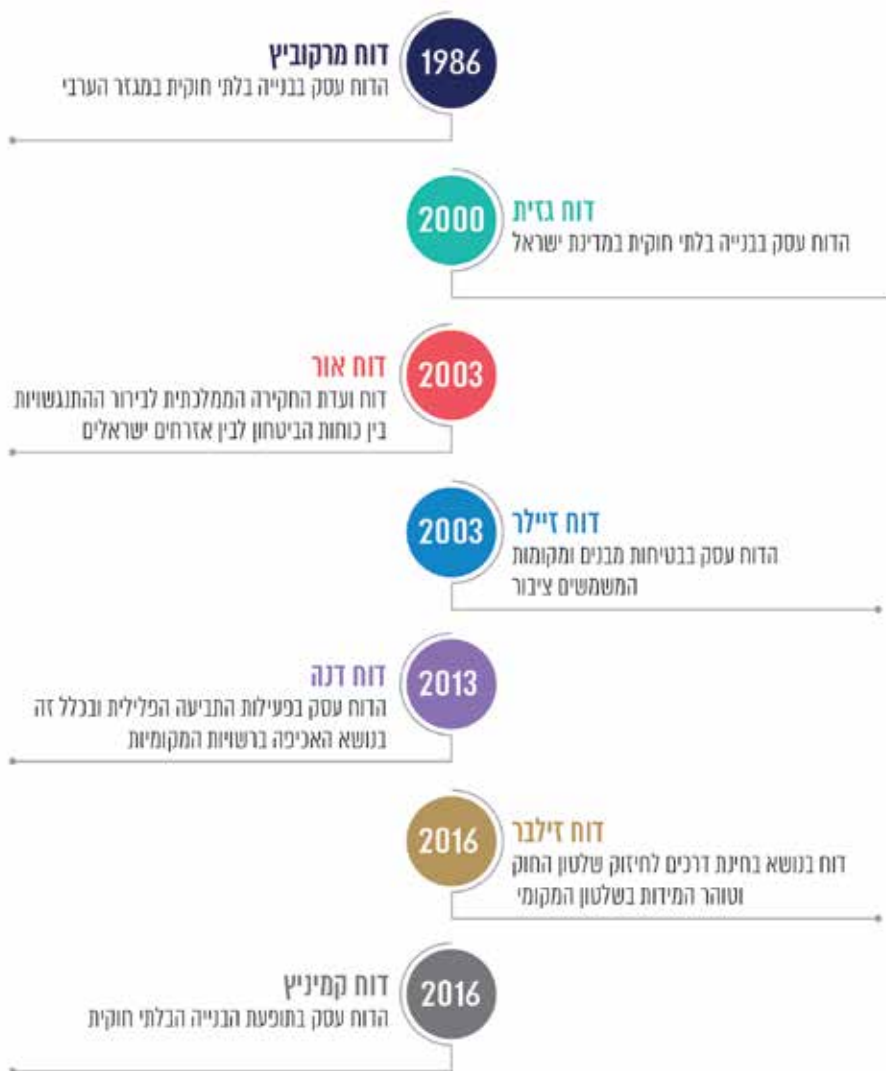 1986
דוח מרקוביץ
הדוח עסק בבנייה בלתי חוקית במגזר הערבי
2000
דוח גזית
הדוח עסק בבנייה בלתי חוקית במדינת ישראל
2003
דוח אור
דוח ועדת החקירה הממלכתית לבירור ההתנגשויות
בין כוחות הביטחון לבין אזרחים ישראלים
2003
דוח זיילר
הדוח עסק בבטיחות מבנים ומקומות
המשמשים ציבור
2013
דוח דנה
הדוח עסק בפעילות התביעה הפלילית ובכלל זה
בנושא האכיפה ברשויות המקומיות
2016
דוח זילבר
דוח בנושא בחינת דרכים לחיזוק שלטון החוק
וטוהר המידות בשלטון המקומי
2016
דוח קמיניץ
הדוח עסק בתופעת הבנייה הבלתי חוקית